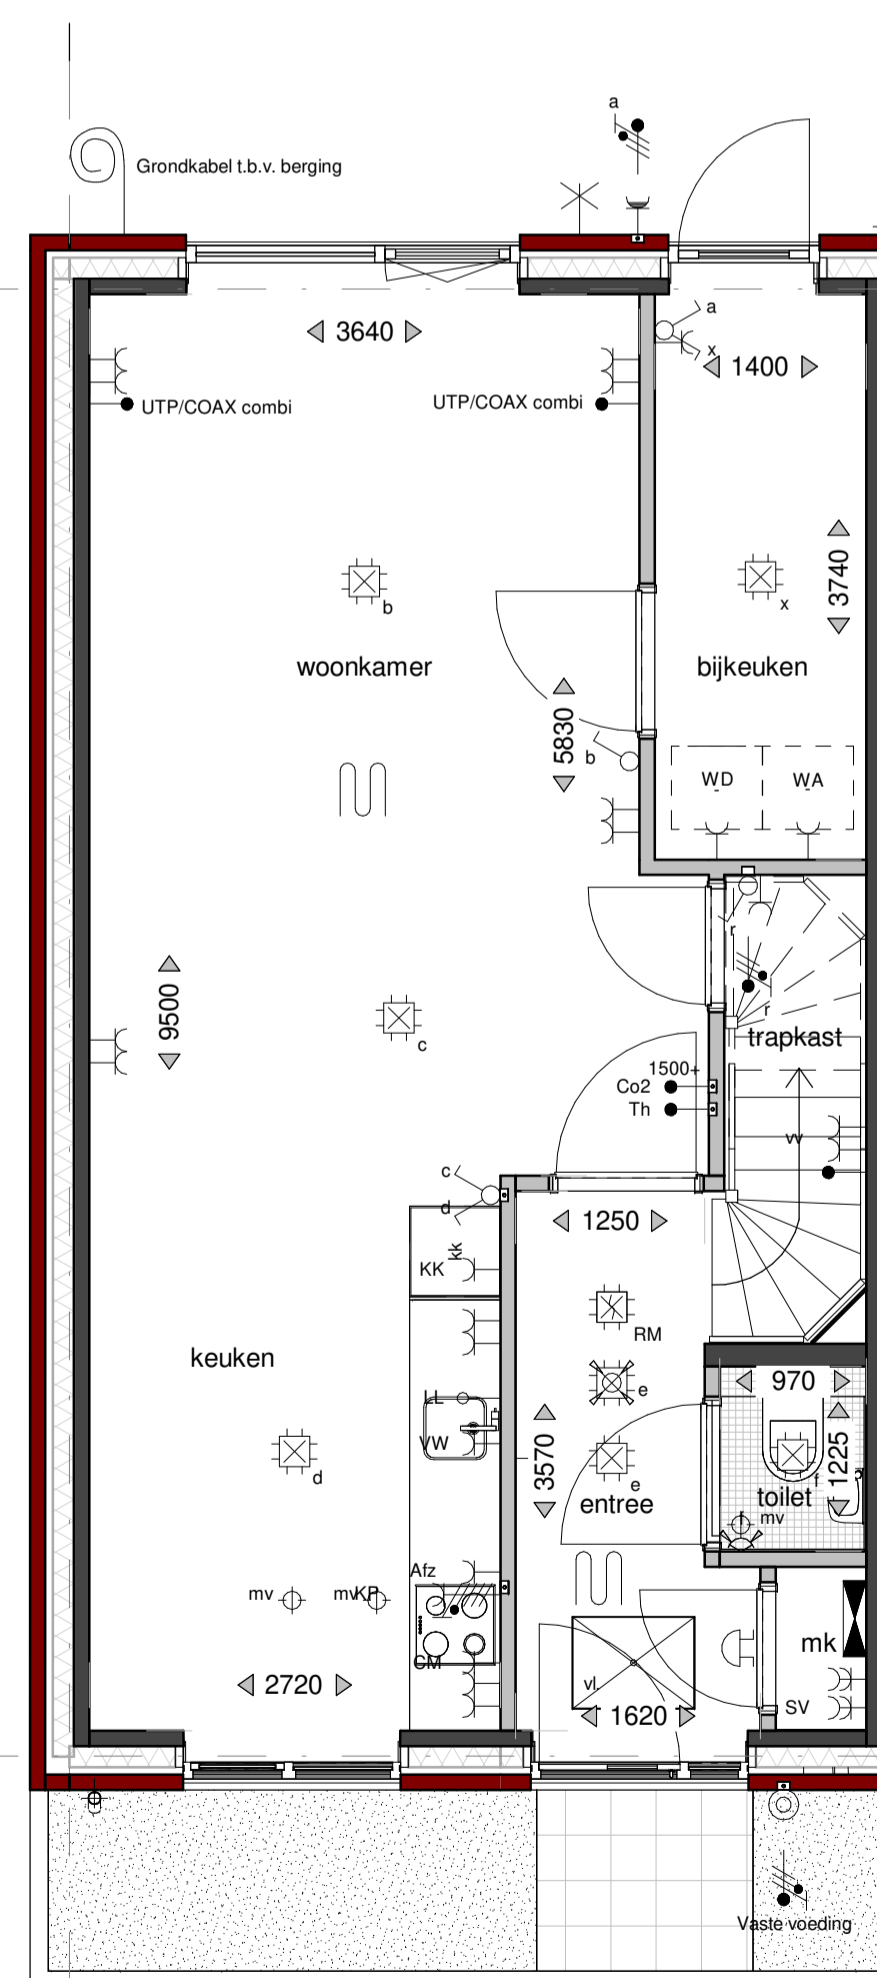 a
Grondkabel t.b.v. berging
a
3640
x
1400
UTP/COAX combi
UTP/COAX combi
3740
b
x
woonkamer
bijkeuken
5830
b
WD
WA
r
9500
r
c
trapkast
1500+
Co2
Th
vv
c
d
1250
kk
KK
RM
keuken
970
e
LL
VW
3570
1225
d
e
f
entree
toilet
r
mv
Afz
mv
mv
KP
mk
CM
2720
vl.
SV
1620
Vaste voeding